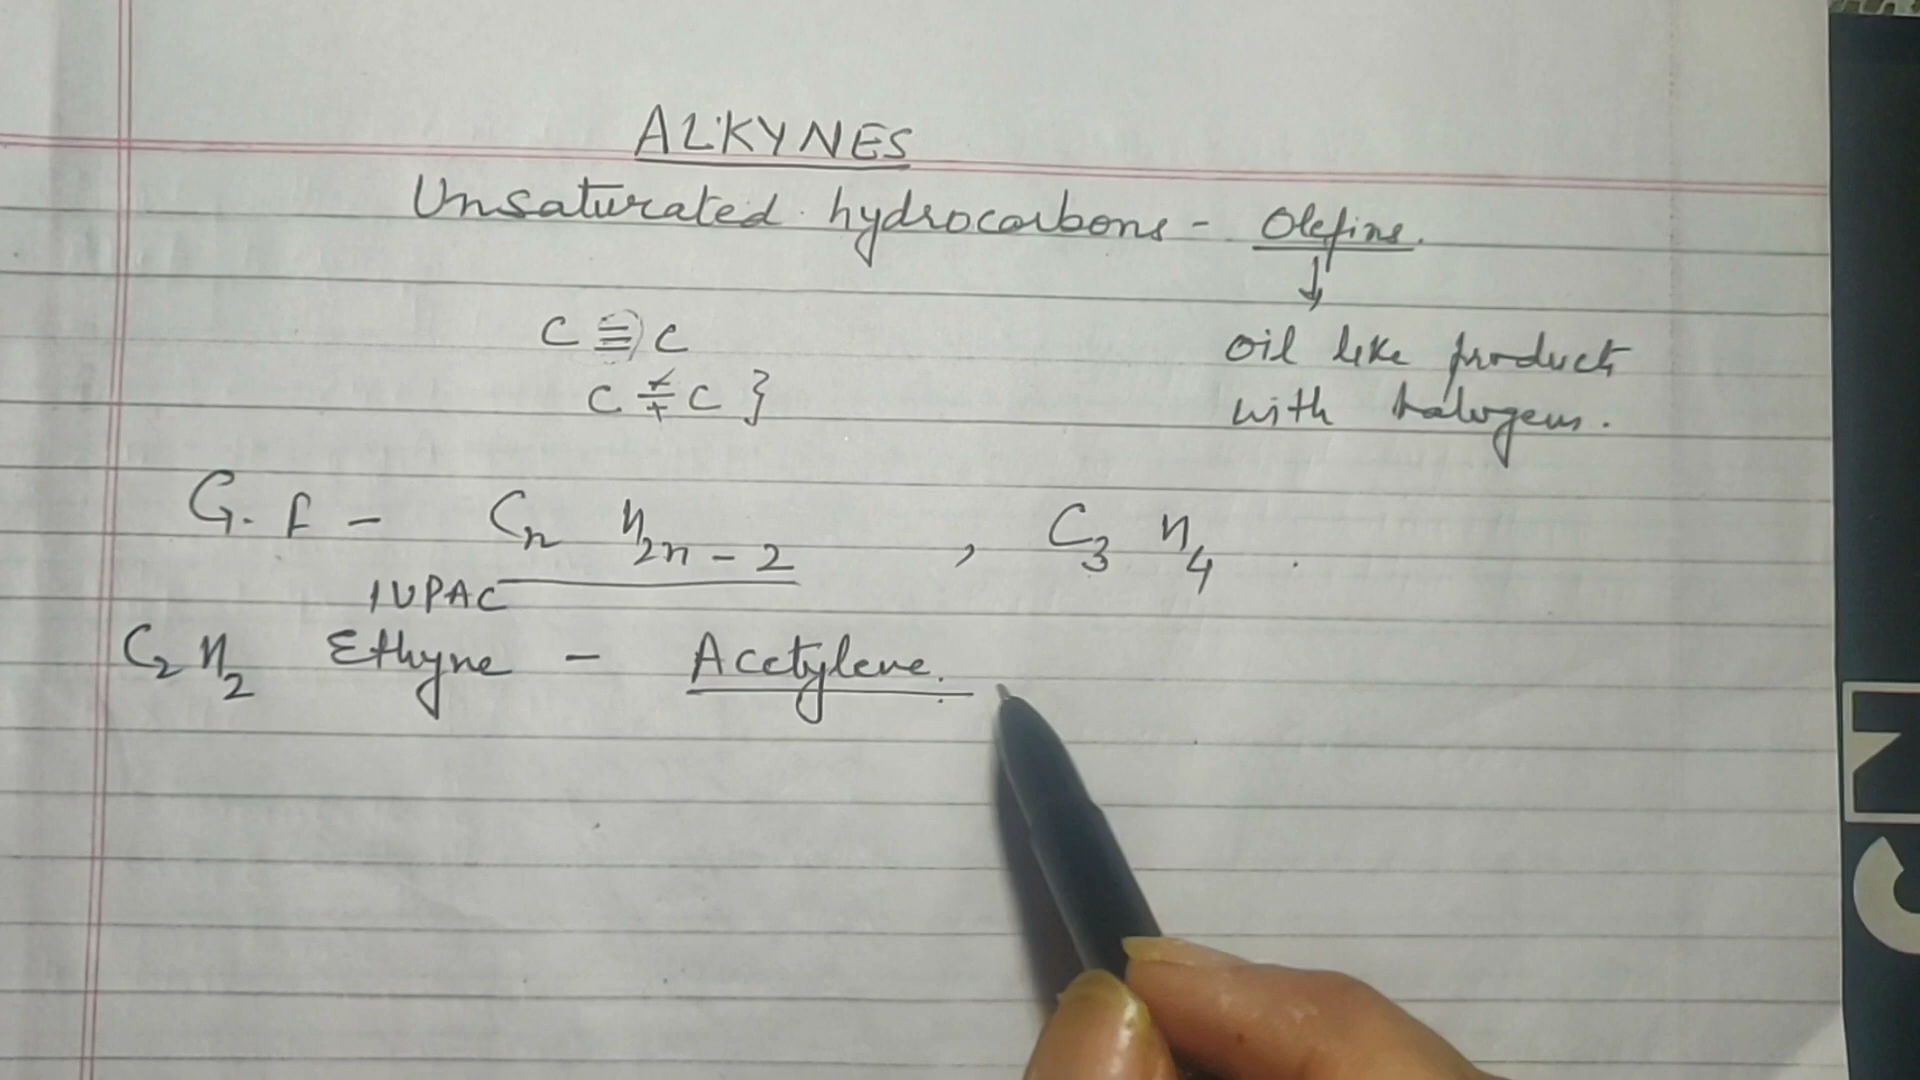 ALKYNES
Unsaturated hydrocarbons - Olefins.
↓
C ≡ C
oil like product
C ≡ C }
with halogens.
G. f - CnH2n-2 , C3H4.
IUPAC
C2H2 Ethyne - Acetylene.